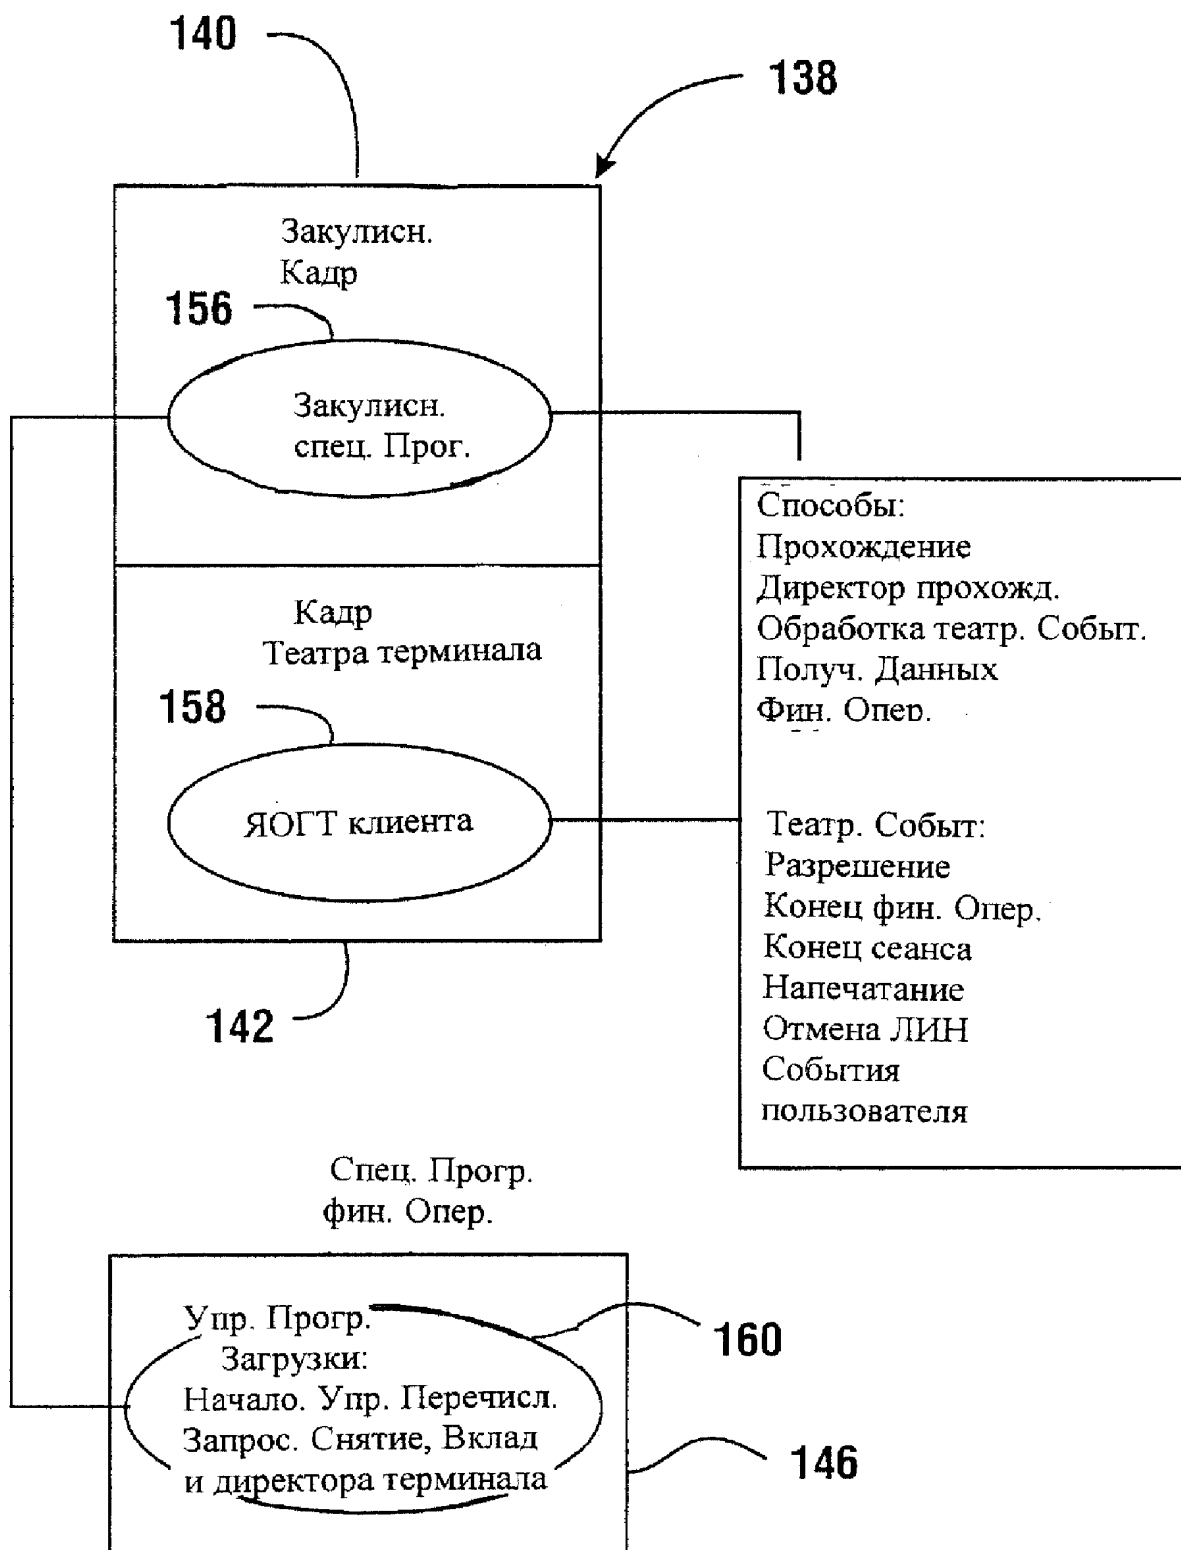 140
138
Закулисн.
Кадр
156
Закулисн.
спец. Прог.
Способы:
Прохождение
Директор прохожд.
Обработка театр. Событ.
Получ. Данных
Фин. Опер.
Кадр
Театра терминала
158
ЯОГТ клиента
Театр. Событ:
Разрешение
Конец фин. Опер.
Конец сеанса
Напечатание
Отмена ЛИН
События
пользователя
142
Спец. Прогр.
фин. Опер.
Упр. Прогр.
Загрузки:
Начало. Упр. Перечисл.
Запрос. Снятие, Вклад
и директора терминала
160
146